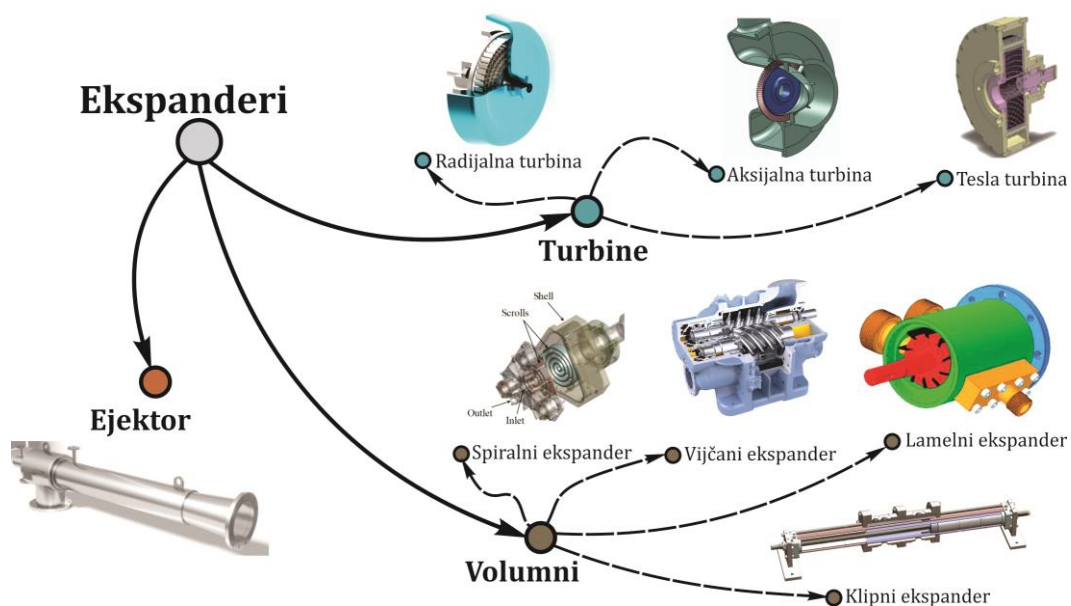 Ekspanderi
Radijalna turbina
Aksijalna turbina
Tesla turbina
Turbine
Shell
Scrolls
Outlet
Inlet
Ejektor
Spiralni ekspander
Vijčani ekspander
Lamelni ekspander
Volumni
Klipni ekspander